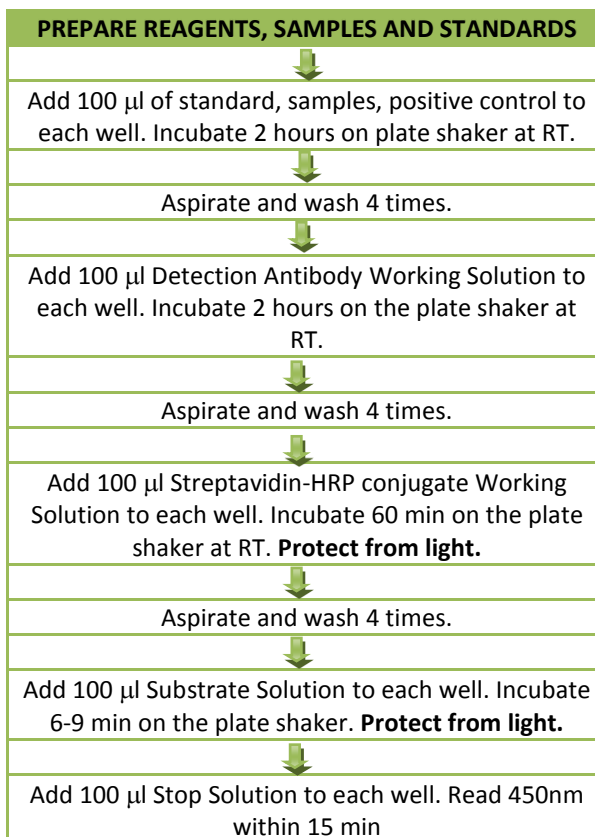 PREPARE REAGENTS, SAMPLES AND STANDARDS
Add 100 µl of standard, samples, positive control to
each well. Incubate 2 hours on plate shaker at RT.
Aspirate and wash 4 times.
Add 100 µl Detection Antibody Working Solution to
each well. Incubate 2 hours on the plate shaker at
RT.
Aspirate and wash 4 times.
Add 100 µl Streptavidin-HRP conjugate Working
Solution to each well. Incubate 60 min on the plate
shaker at RT. Protect from light.
Aspirate and wash 4 times.
Add 100 µl Substrate Solution to each well. Incubate
6-9 min on the plate shaker. Protect from light.
Add 100 µl Stop Solution to each well. Read 450nm
within 15 min